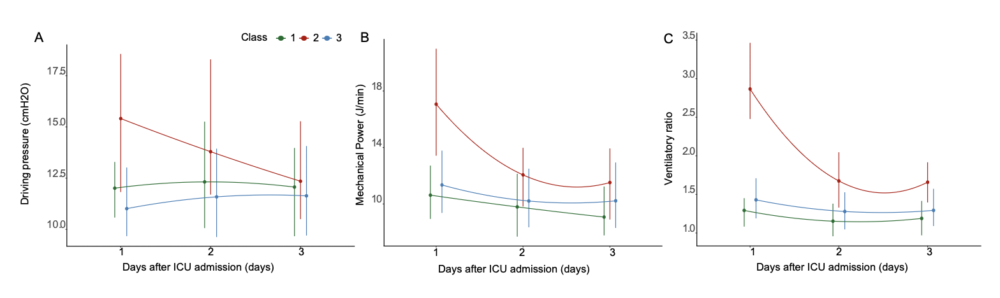 A
Class 1 2 3
Driving pressure (cmH2O)
17.5
15.0
12.5
10.0
1 2 3
Days after ICU admission (days)
B
Mechanical Power (J/min)
18
14
10
1 2 3
Days after ICU admission (days)
C
Ventilatory ratio
3.5
3.0
2.5
2.0
1.5
1.0
1 2 3
Days after ICU admission (days)